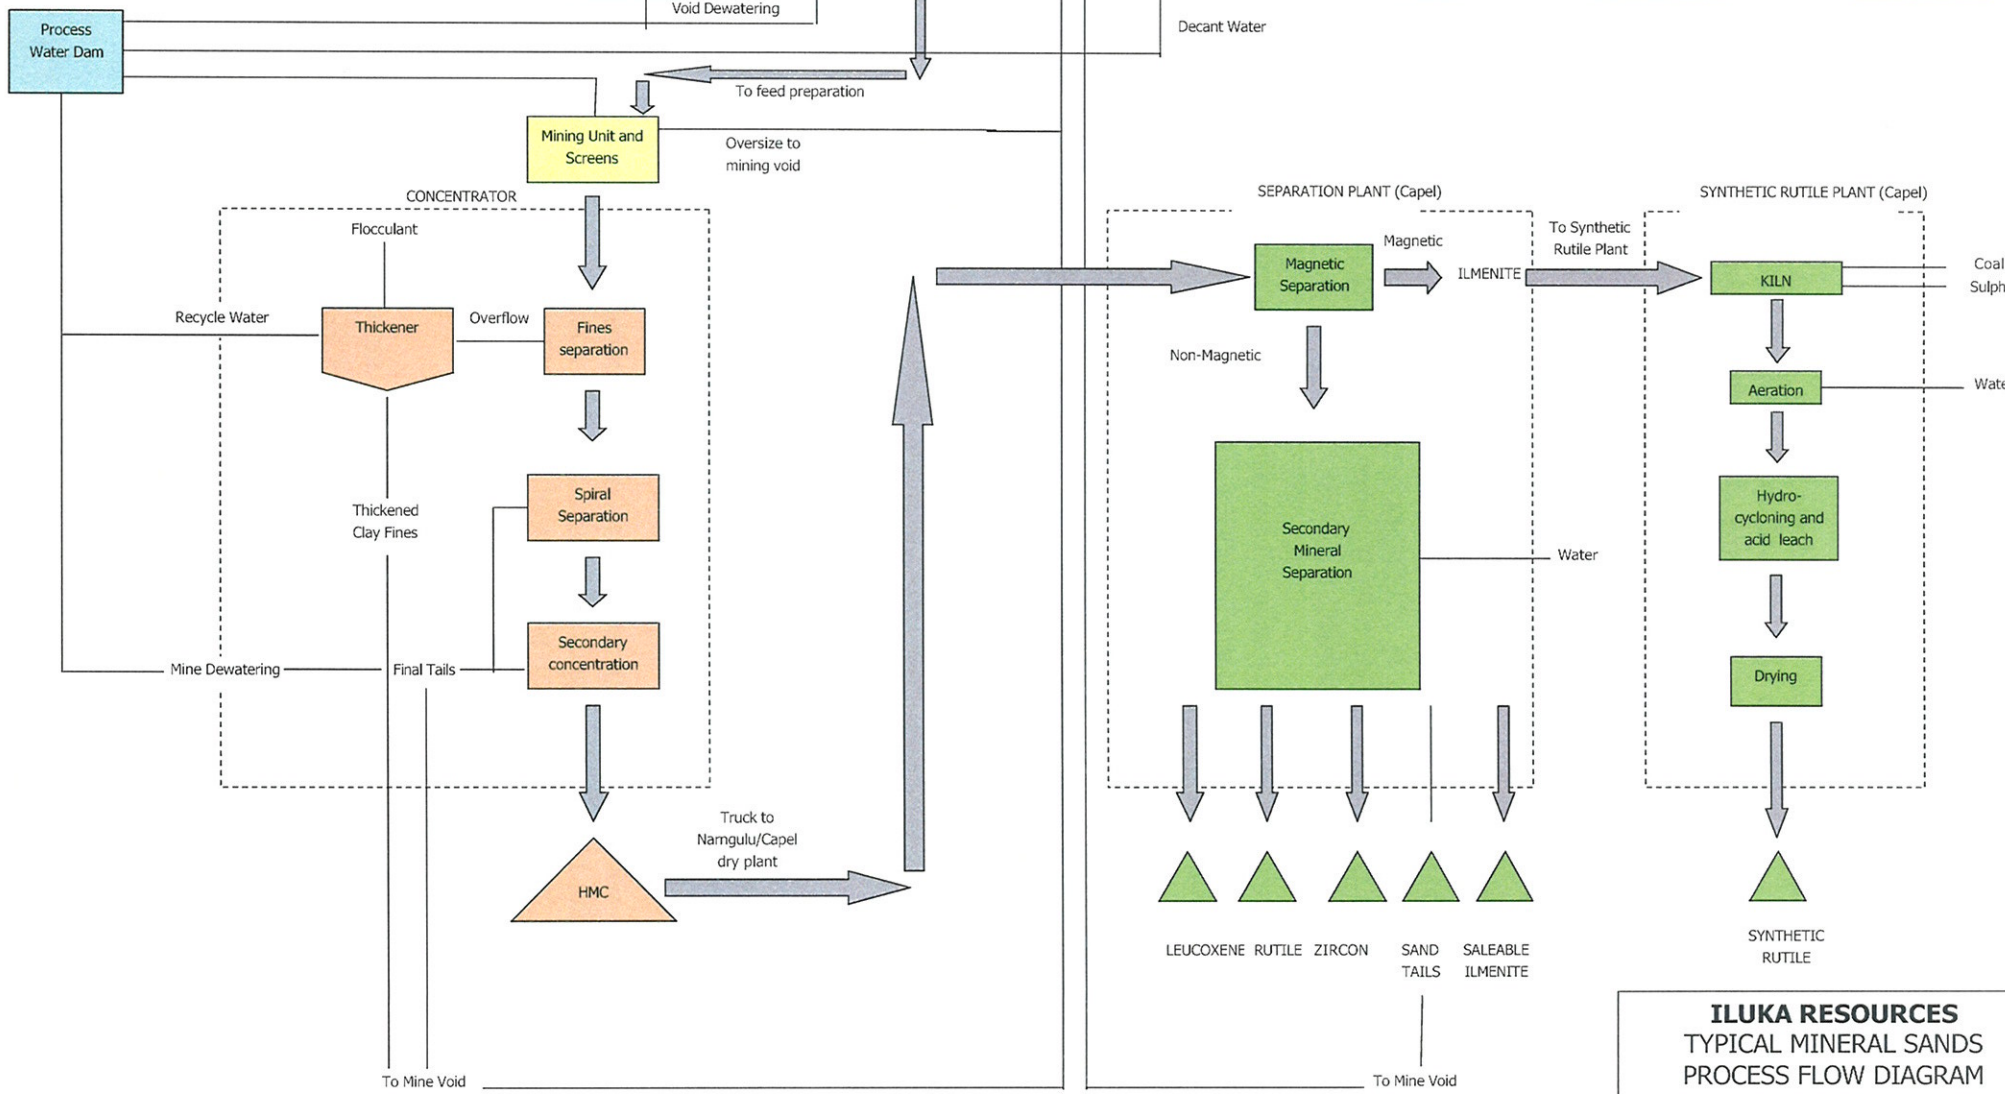 Process
Water Dam
Void Dewatering
Decant Water
To feed preparation
Mining Unit and
Screens
Oversize to
mining void
CONCENTRATOR
Flocculant
Recycle Water
Thickener
Overflow
Fines
separation
Thickened
Clay Fines
Spiral
Separation
Secondary
concentration
Mine Dewatering
Final Tails
HMC
Truck to
Narngulu/Capel
dry plant
To Mine Void
SEPARATION PLANT (Capel)
Magnetic
Separation
Magnetic
ILMENITE
To Synthetic
Rutile Plant
Non-Magnetic
Secondary
Mineral
Separation
Water
LEUCOXENE
RUTILE
ZIRCON
SAND
TAILS
SALEABLE
ILMENITE
To Mine Void
SYNTHETIC RUTILE PLANT (Capel)
KILN
Coal
Sulph
Aeration
Wate
Hydro-
cycloning and
acid leach
Drying
SYNTHETIC
RUTILE
ILUKA RESOURCES
TYPICAL MINERAL SANDS
PROCESS FLOW DIAGRAM